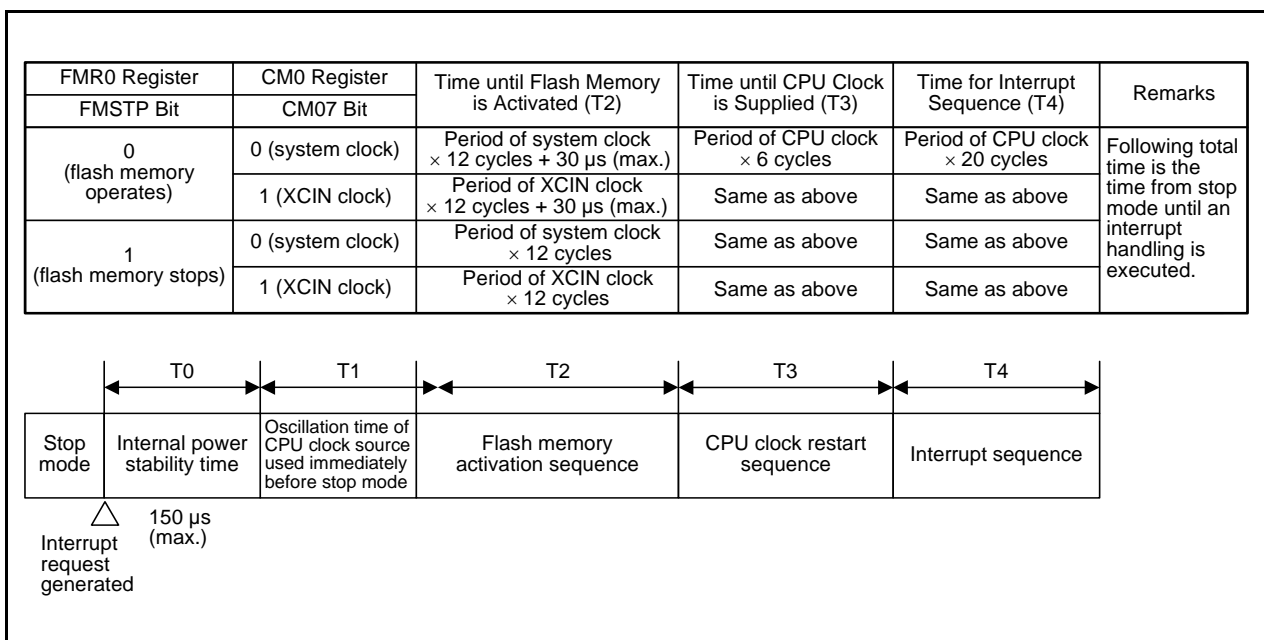 FMR0 Register
CM0 Register
Time until Flash Memory
is Activated (T2)
Time until CPU Clock
is Supplied (T3)
Time for Interrupt
Sequence (T4)
Remarks
FMSTP Bit
CM07 Bit
0
(flash memory
operates)
0 (system clock)
Period of system clock
× 12 cycles + 30 µs (max.)
Period of CPU clock
× 6 cycles
Period of CPU clock
× 20 cycles
Following total
time is the
time from stop
mode until an
interrupt
handling is
executed.
1 (XCIN clock)
Period of XCIN clock
× 12 cycles + 30 µs (max.)
Same as above
Same as above
1
(flash memory stops)
0 (system clock)
Period of system clock
× 12 cycles
Same as above
Same as above
1 (XCIN clock)
Period of XCIN clock
× 12 cycles
Same as above
Same as above
T0
T1
T2
T3
T4
Stop
mode
Internal power
stability time
Oscillation time of
CPU clock source
used immediately
before stop mode
Flash memory
activation sequence
CPU clock restart
sequence
Interrupt sequence
150 µs
(max.)
Interrupt
request
generated